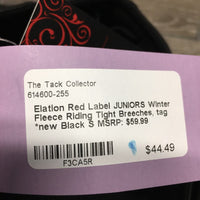 The Tack Collector
614600-255
Elation Red Label JUNIORS Winter
Fleece Riding Tight Breeches, tag
*new Black S MSRP: $59.99
$44.49
F3CA5R